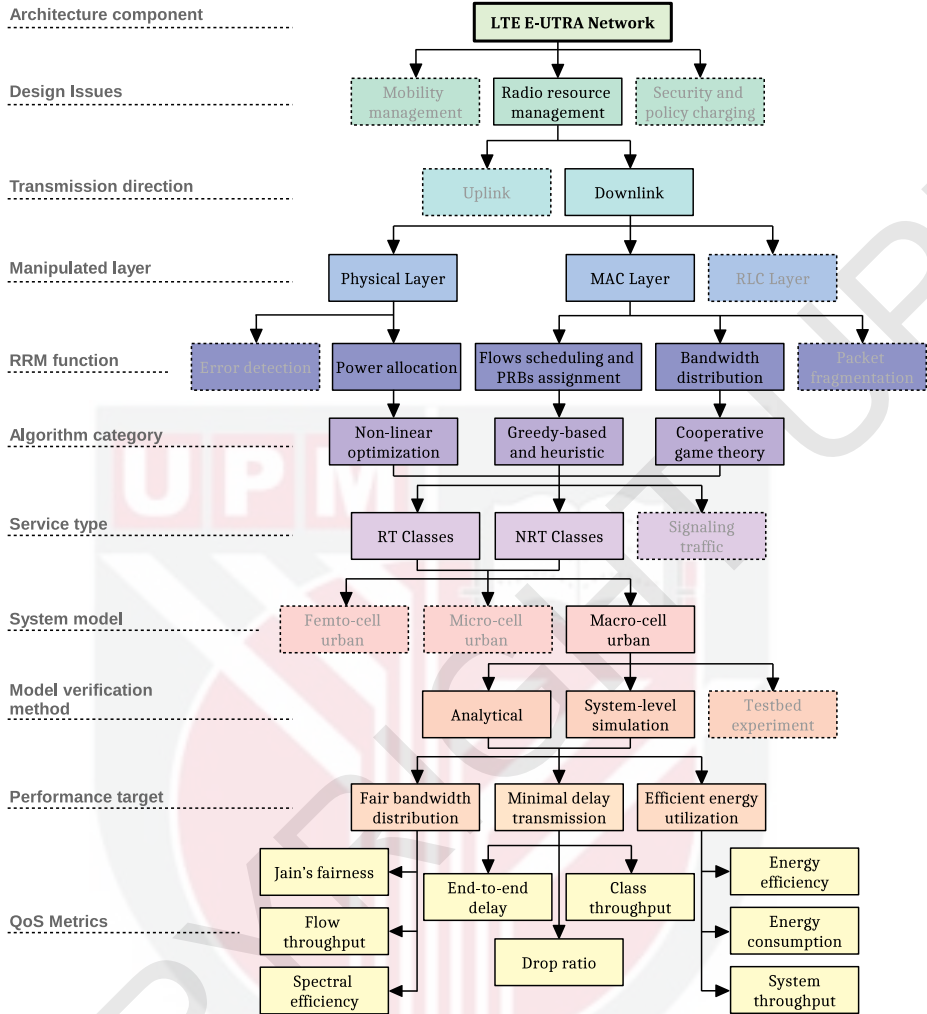 Architecture component
LTE E-UTRA Network
Design Issues
Mobility
management
Radio resource
management
Security and
policy charging
Transmission direction
Uplink
Downlink
Manipulated layer
Physical Layer
MAC Layer
RLC Layer
RRM function
Error detection
Power allocation
Flows scheduling and
PRBs assignment
Bandwidth
distribution
Packet
fragmentation
Algorithm category
Non-linear
optimization
Greedy-based
and heuristic
Cooperative
game theory
Service type
RT Classes
NRT Classes
Signaling
traffic
System model
Femto-cell
urban
Micro-cell
urban
Macro-cell
urban
Model verification
method
Analytical
System-level
simulation
Testbed
experiment
Performance target
Fair bandwidth
distribution
Minimal delay
transmission
Efficient energy
utilization
QoS Metrics
Jain's fairness
Flow
throughput
Spectral
efficiency
End-to-end
delay
Class
throughput
Drop ratio
Energy
efficiency
Energy
consumption
System
throughput
UPM
PYRIGHT UP